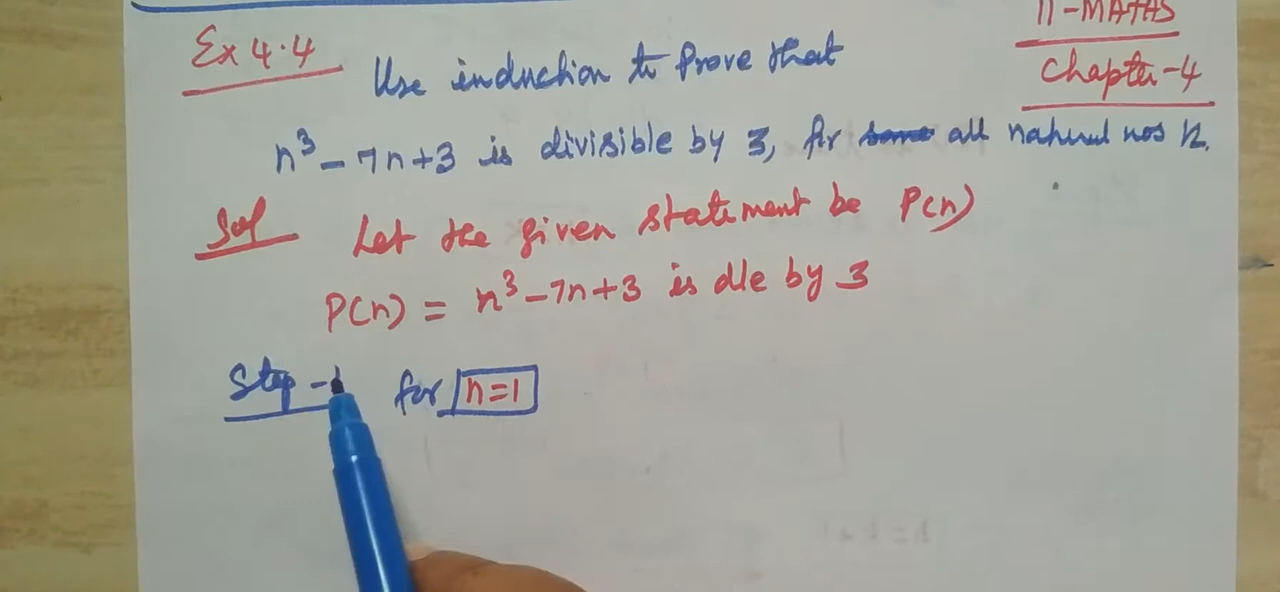 Ex 4.4
11-MATHS
Chapter-4
Use induction to Prove that
n³-7n+3 is divisible by 3, for some all natural nos n.
Sol Let the given statement be P(n)
P(n) = n³-7n+3 is dle by 3
Step-1 for n=1